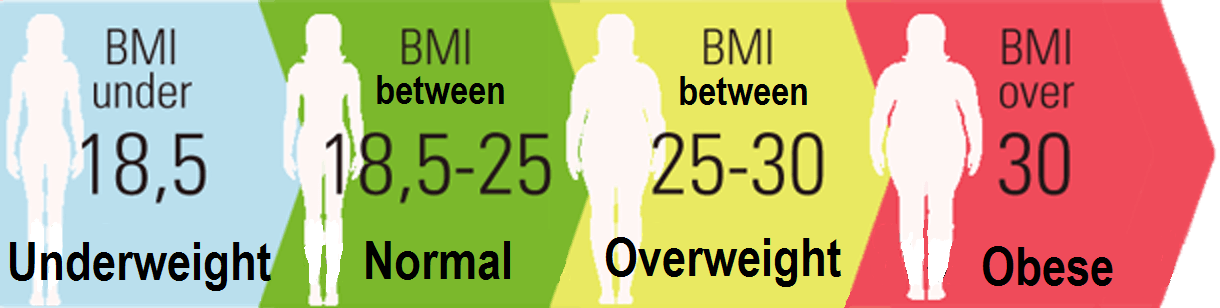 BMI
under
18,5
Underweight
BMI
between
18,5-25
Normal
BMI
between
25-30
Overweight
BMI
over
30
Obese